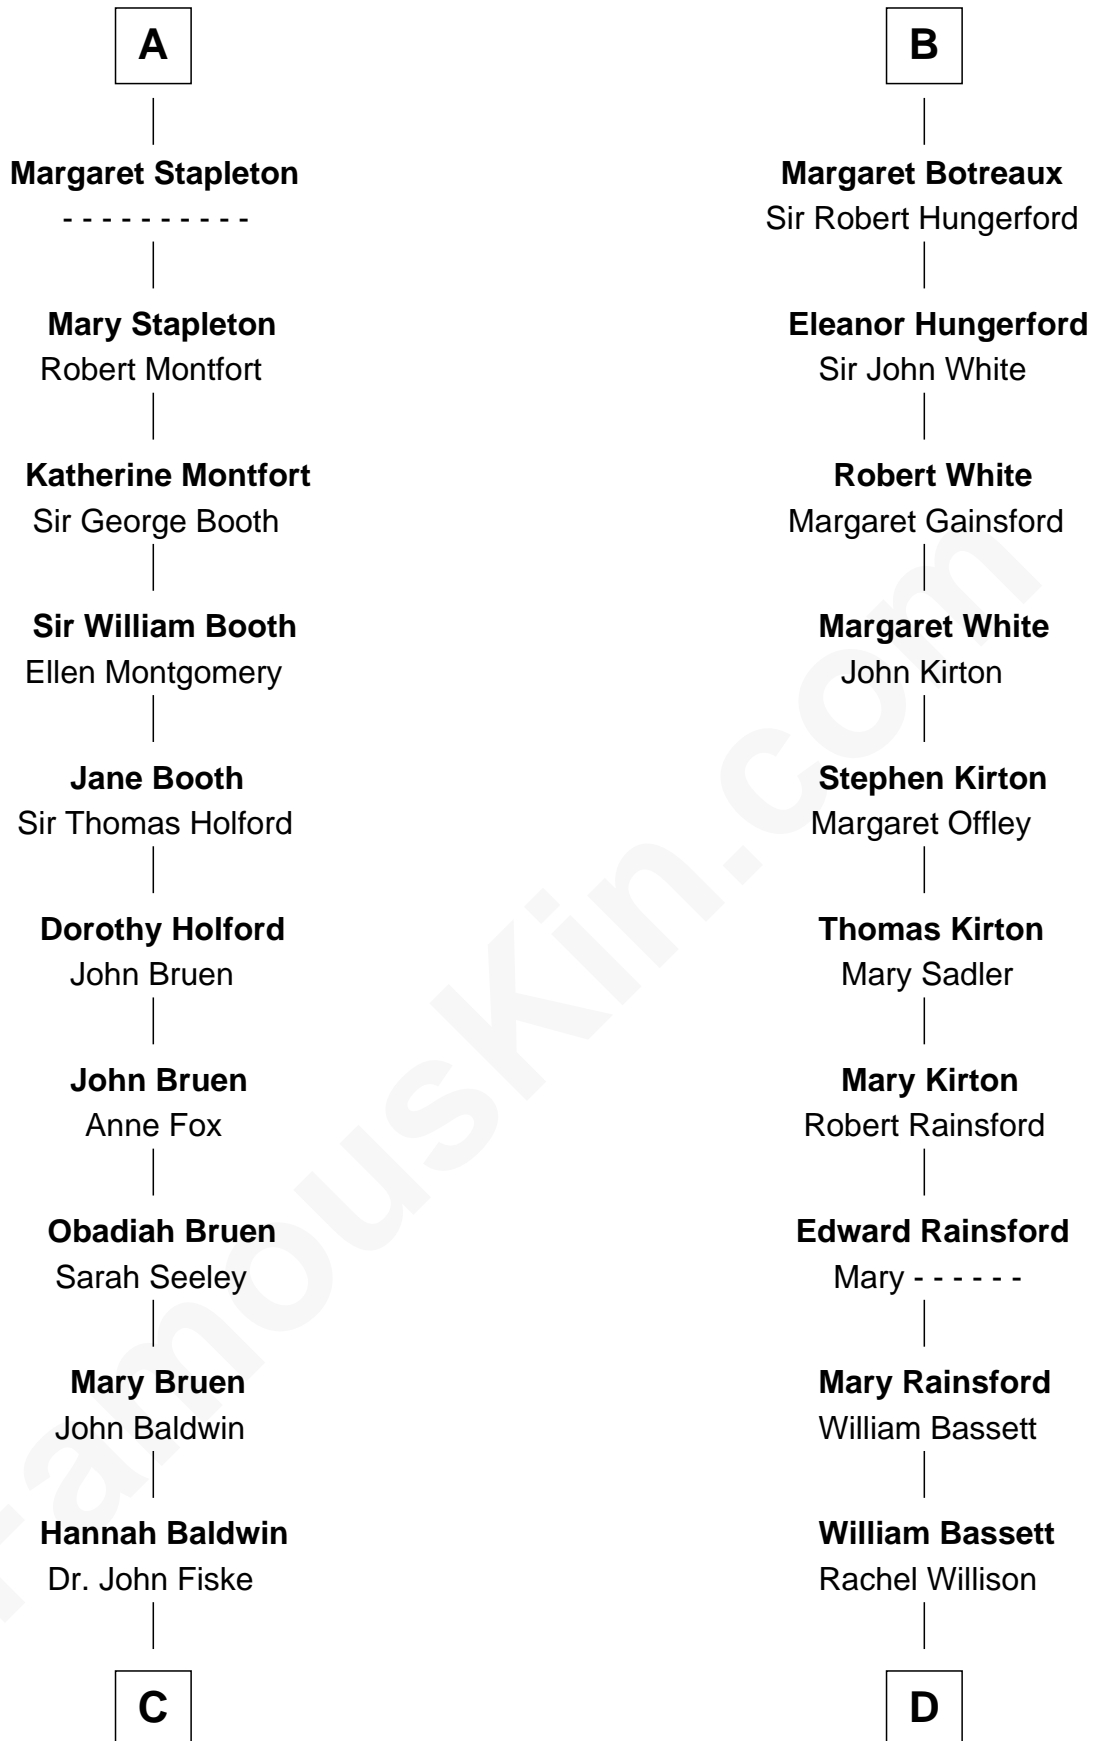 A
Margaret Stapleton
- - - - - - - - - -
Mary Stapleton
Robert Montfort
Katherine Montfort
Sir George Booth
Sir William Booth
Ellen Montgomery
Jane Booth
Sir Thomas Holford
Dorothy Holford
John Bruen
John Bruen
Anne Fox
Obadiah Bruen
Sarah Seeley
Mary Bruen
John Baldwin
Hannah Baldwin
Dr. John Fiske
C
B
Margaret Botreaux
Sir Robert Hungerford
Eleanor Hungerford
Sir John White
Robert White
Margaret Gainsford
Margaret White
John Kirton
Stephen Kirton
Margaret Offley
Thomas Kirton
Mary Sadler
Mary Kirton
Robert Rainsford
Edward Rainsford
Mary - - - - - -
Mary Rainsford
William Bassett
William Bassett
Rachel Willison
D
FamousKin.com